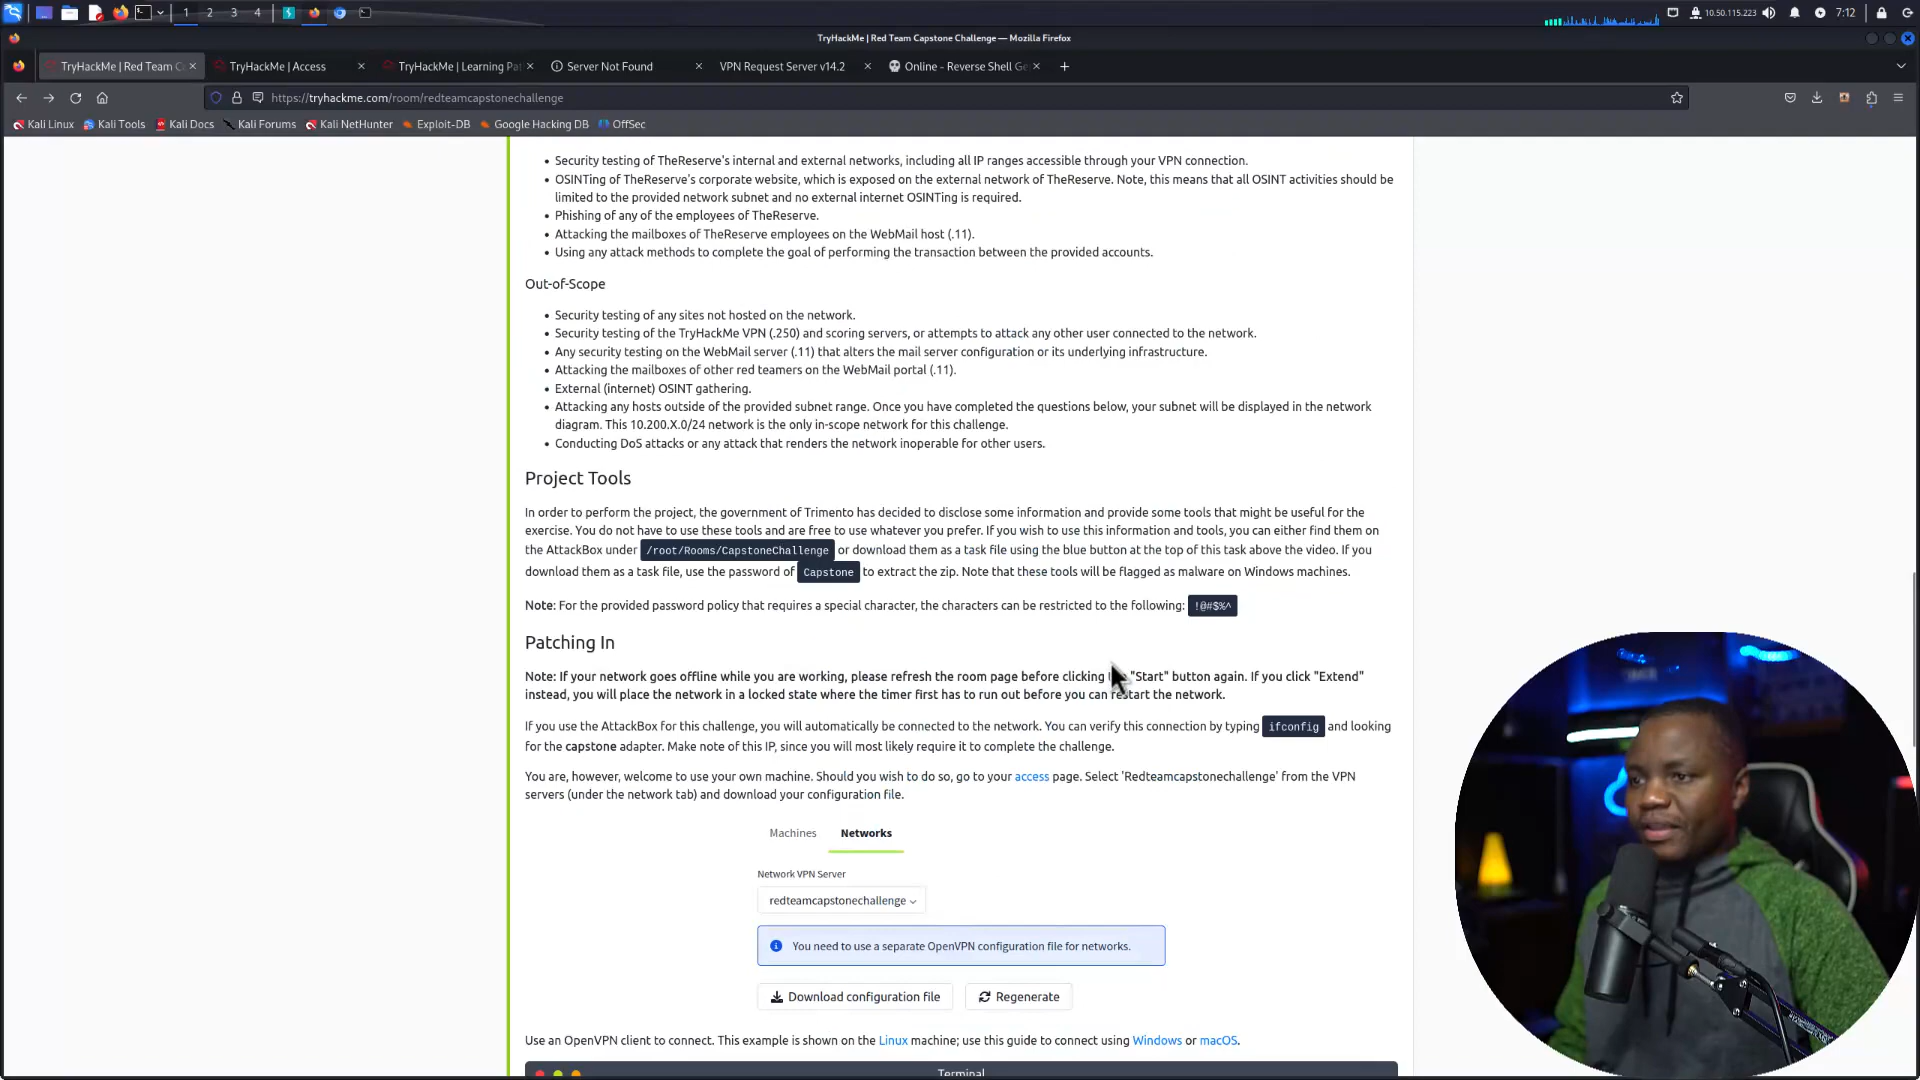 1 2 3 4
10.50.115.223
7:12
TryHackMe | Red Team Capstone Challenge — Mozilla Firefox
TryHackMe | Red Team C
TryHackMe | Access
TryHackMe | Learning Pa
Server Not Found
VPN Request Server v14.2
Online - Reverse Shell Ge
https://tryhackme.com/room/redteamcapstonechallenge
Kali Linux Kali Tools Kali Docs Kali Forums Kali NetHunter Exploit-DB Google Hacking DB OffSec
• Security testing of TheReserve's internal and external networks, including all IP ranges accessible through your VPN connection.
• OSINTing of TheReserve's corporate website, which is exposed on the external network of TheReserve. Note, this means that all OSINT activities should be
limited to the provided network subnet and no external internet OSINTing is required.
• Phishing of any of the employees of TheReserve.
• Attacking the mailboxes of TheReserve employees on the WebMail host (.11).
• Using any attack methods to complete the goal of performing the transaction between the provided accounts.
Out-of-Scope
• Security testing of any sites not hosted on the network.
• Security testing of the TryHackMe VPN (.250) and scoring servers, or attempts to attack any other user connected to the network.
• Any security testing on the WebMail server (.11) that alters the mail server configuration or its underlying infrastructure.
• Attacking the mailboxes of other red teamers on the WebMail portal (.11).
• External (internet) OSINT gathering.
• Attacking any hosts outside of the provided subnet range. Once you have completed the questions below, your subnet will be displayed in the network
diagram. This 10.200.X.0/24 network is the only in-scope network for this challenge.
• Conducting DoS attacks or any attack that renders the network inoperable for other users.
Project Tools
In order to perform the project, the government of Trimento has decided to disclose some information and provide some tools that might be useful for the
exercise. You do not have to use these tools and are free to use whatever you prefer. If you wish to use this information and tools, you can either find them on
the AttackBox under /root/Rooms/CapstoneChallenge or download them as a task file using the blue button at the top of this task above the video. If you
download them as a task file, use the password of Capstone to extract the zip. Note that these tools will be flagged as malware on Windows machines.
Note: For the provided password policy that requires a special character, the characters can be restricted to the following: !@#$%^
Patching In
Note: If your network goes offline while you are working, please refresh the room page before clicking "Start" button again. If you click "Extend"
instead, you will place the network in a locked state where the timer first has to run out before you can restart the network.
If you use the AttackBox for this challenge, you will automatically be connected to the network. You can verify this connection by typing ifconfig and looking
for the capstone adapter. Make note of this IP, since you will most likely require it to complete the challenge.
You are, however, welcome to use your own machine. Should you wish to do so, go to your access page. Select 'Redteamcapstonechallenge' from the VPN
servers (under the network tab) and download your configuration file.
Machines Networks
Network VPN Server
redteamcapstonechallenge
You need to use a separate OpenVPN configuration file for networks.
Download configuration file
Regenerate
Use an OpenVPN client to connect. This example is shown on the Linux machine; use this guide to connect using Windows or macOS.
Terminal